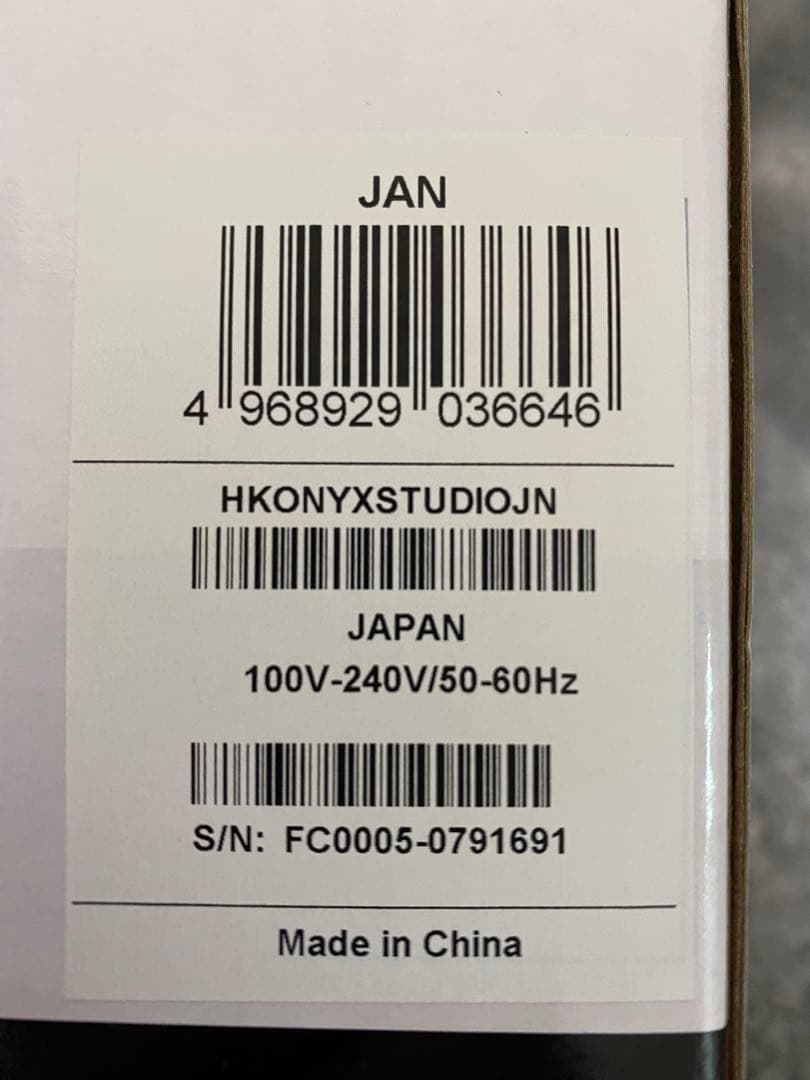 JAN
4 968929 036646
HKONYXSTUDIOJN
JAPAN
100V-240V/50-60Hz
S/N: FC0005-0791691
Made in China